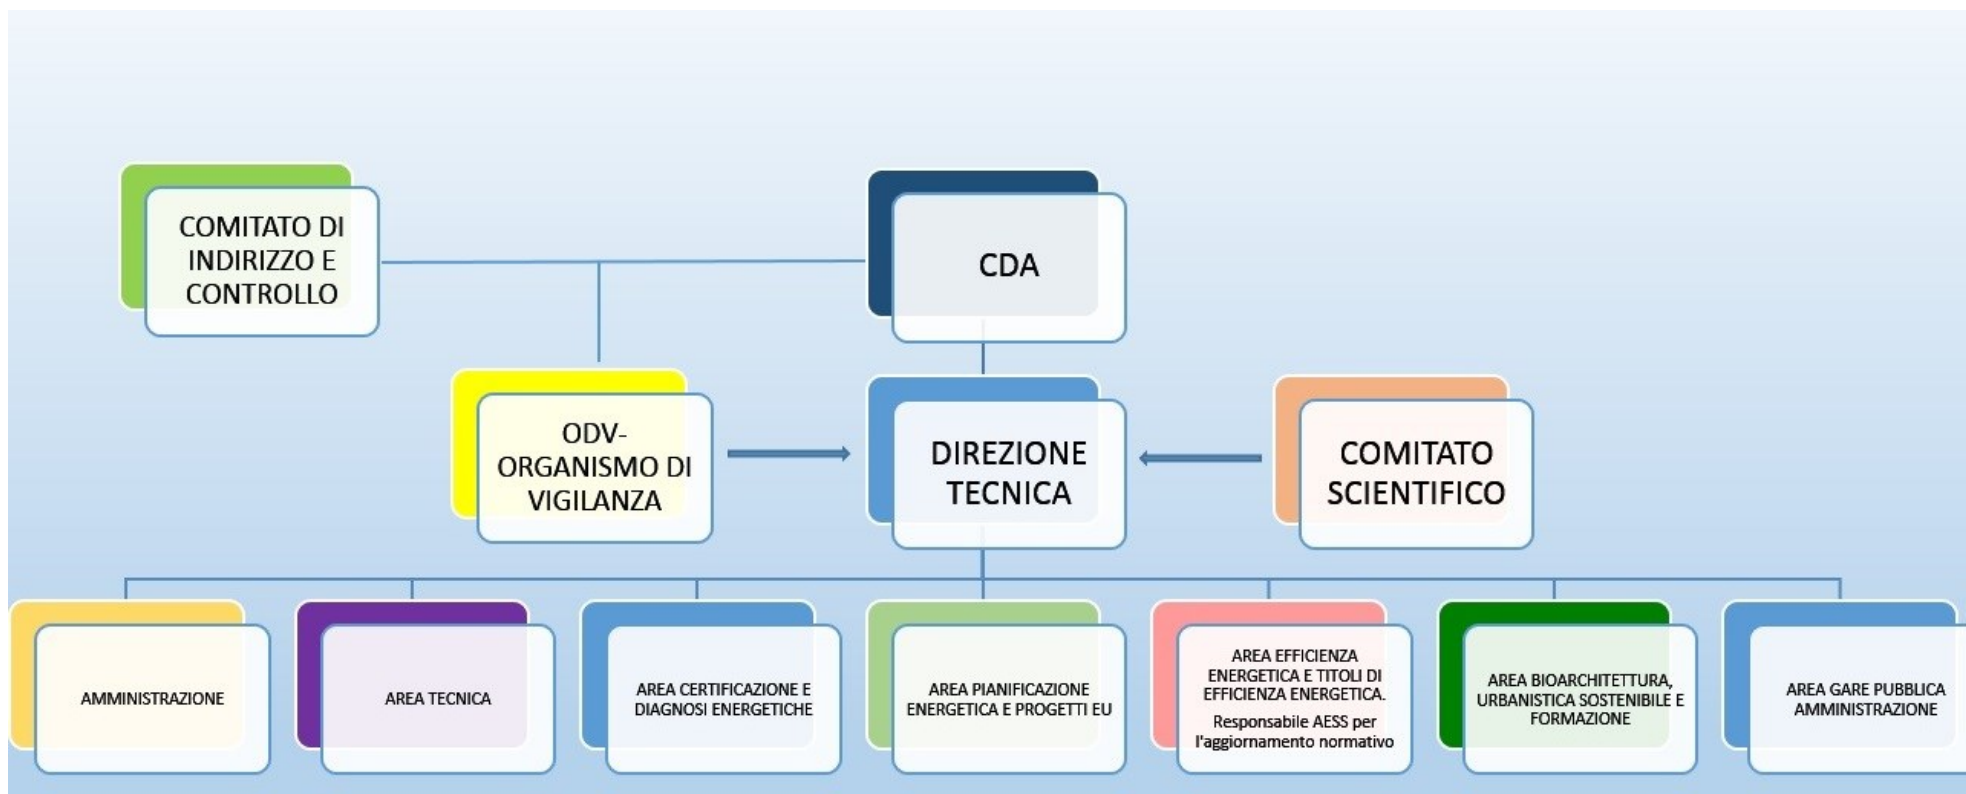 COMITATO DI
INDIRIZZO E
CONTROLLO
CDA
ODV-
ORGANISMO DI
VIGILANZA
DIREZIONE
TECNICA
COMITATO
SCIENTIFICO
AMMINISTRAZIONE
AREA TECNICA
AREA CERTIFICAZIONE E
DIAGNOSI ENERGETICHE
AREA PIANIFICAZIONE
ENERGETICA E PROGETTI EU
AREA EFFICIENZA
ENERGETICA E TITOLI DI
EFFICIENZA ENERGETICA.
Responsabile AESS per
l'aggiornamento normativo
AREA BIOARCHITETTURA,
URBANISTICA SOSTENIBILE E
FORMAZIONE
AREA GARE PUBBLICA
AMMINISTRAZIONE